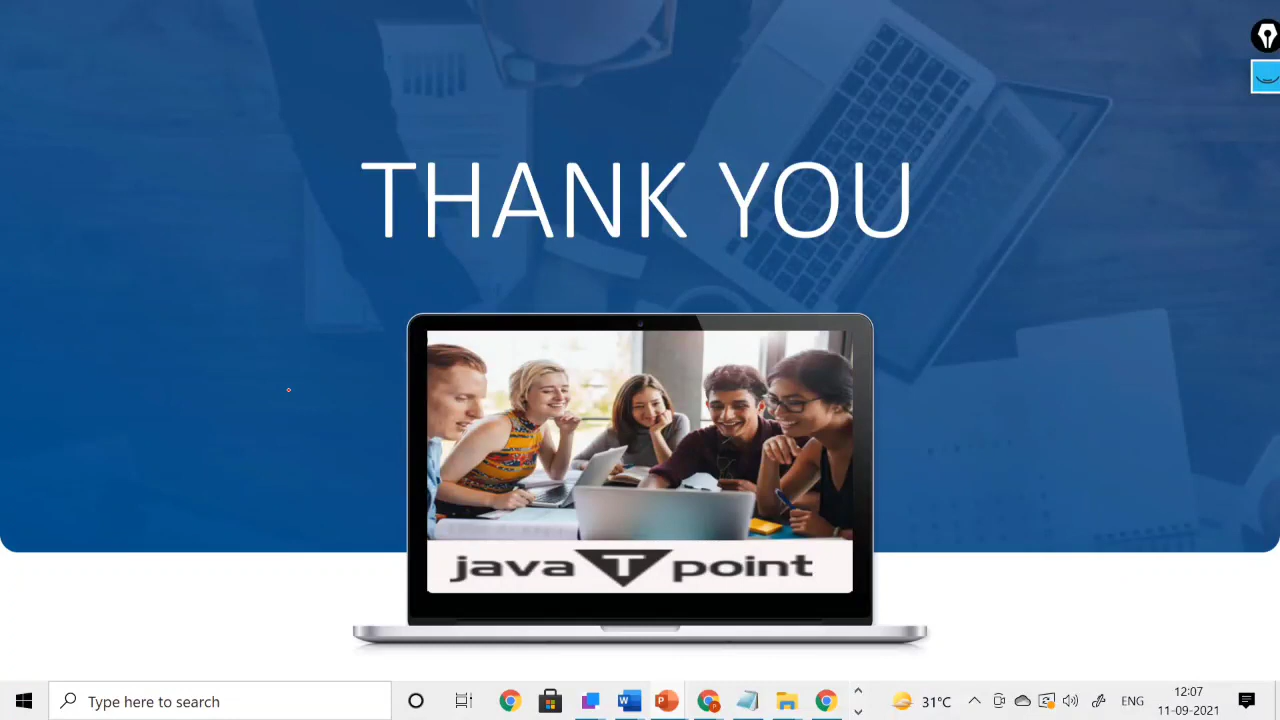 THANK YOU
java T point
Type here to search
31°C
ENG
12:07
11-09-2021